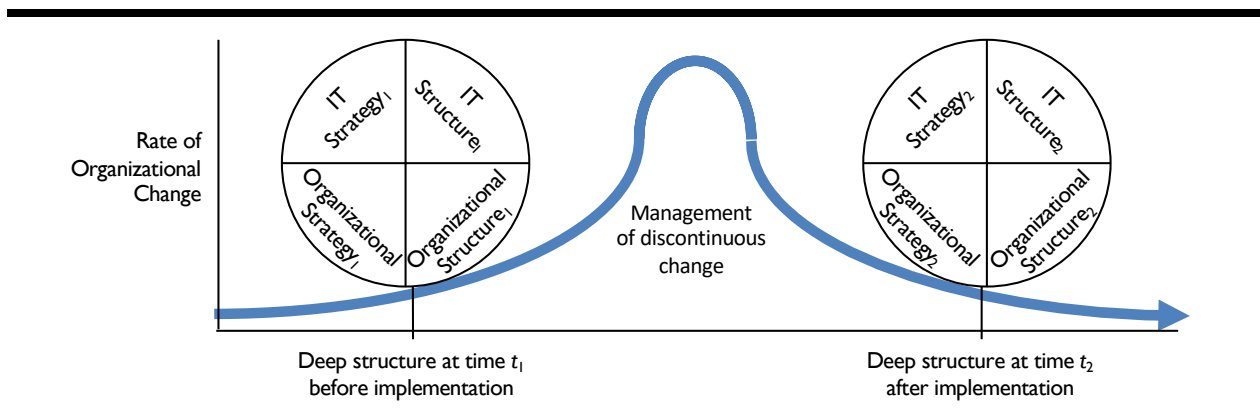 Rate of
Organizational
Change
IT
Strategy₁
IT
Structure₁
Organizational
Strategy₁
Organizational
Structure₁
Management
of discontinuous
change
IT
Strategy₂
IT
Structure₂
Organizational
Strategy₂
Organizational
Structure₂
Deep structure at time t₁
before implementation
Deep structure at time t₂
after implementation